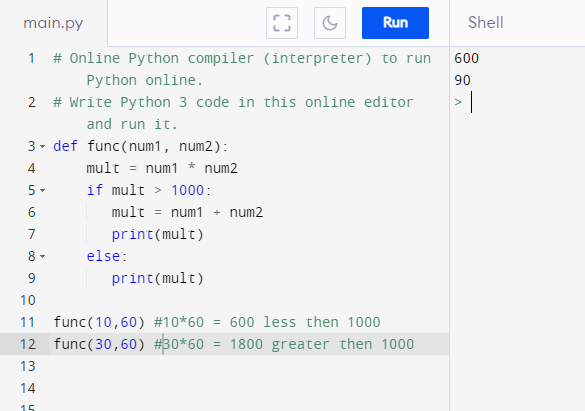 main.py
Run
Shell
1 # Online Python compiler (interpreter) to run
Python online.
2 # Write Python 3 code in this online editor
and run it.
3 def func(num1, num2):
4 mult = num1 * num2
5 if mult > 1000:
6 mult = num1 + num2
7 print(mult)
8 else:
9 print(mult)
10
11 func(10,60) #10*60 = 600 less then 1000
12 func(30,60) #30*60 = 1800 greater then 1000
13
14
15
600
90
>